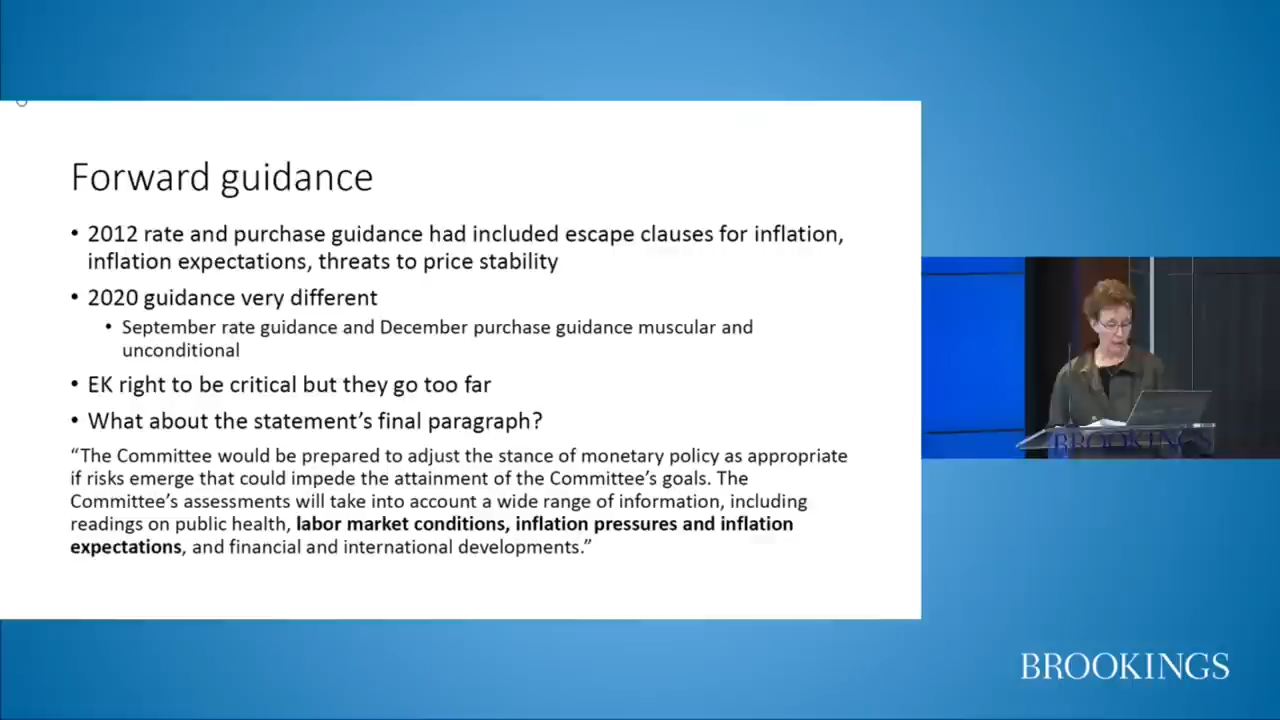 Forward guidance
• 2012 rate and purchase guidance had included escape clauses for inflation,
inflation expectations, threats to price stability
• 2020 guidance very different
• September rate guidance and December purchase guidance muscular and
unconditional
• EK right to be critical but they go too far
• What about the statement’s final paragraph?
“The Committee would be prepared to adjust the stance of monetary policy as appropriate
if risks emerge that could impede the attainment of the Committee’s goals. The
Committee’s assessments will take into account a wide range of information, including
readings on public health, labor market conditions, inflation pressures and inflation
expectations, and financial and international developments.”
BROOKINGS
BROOKINGS